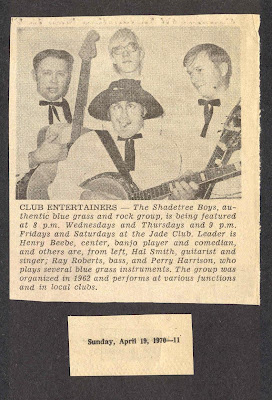 CLUB ENTERTAINERS — The Shadetree Boys, au-
thentic blue grass and rock group, is being featured
at 8 p.m. Wednesdays and Thursdays and 9 p.m.
Fridays and Saturdays at the Jade Club. Leader is
Henry Beebe, center, banjo player and comedian,
and others are, from left, Hal Smith, guitarist and
singer; Ray Roberts, bass, and Perry Harrison, who
plays several blue grass instruments. The group was
organized in 1962 and performs at various functions
and in local clubs.
Sunday, April 19, 1970—11